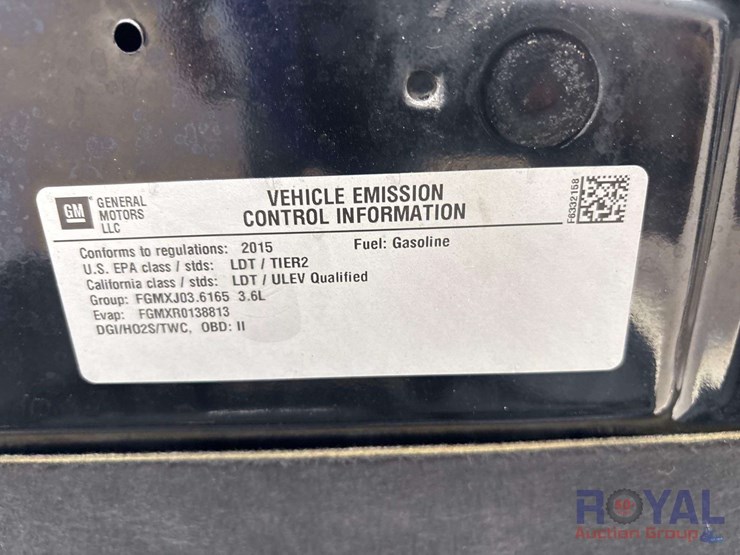 GM GENERAL MOTORS LLC
VEHICLE EMISSION
CONTROL INFORMATION
F6332158
Conforms to regulations: 2015 Fuel: Gasoline
U.S. EPA class / stds: LDT / TIER2
California class / stds: LDT / ULEV Qualified
Group: FGMXJ03.6165 3.6L
Evap: FGMXR0138813
DGI/HO2S/TWC, OBD: II
ROYAL
Auction Group